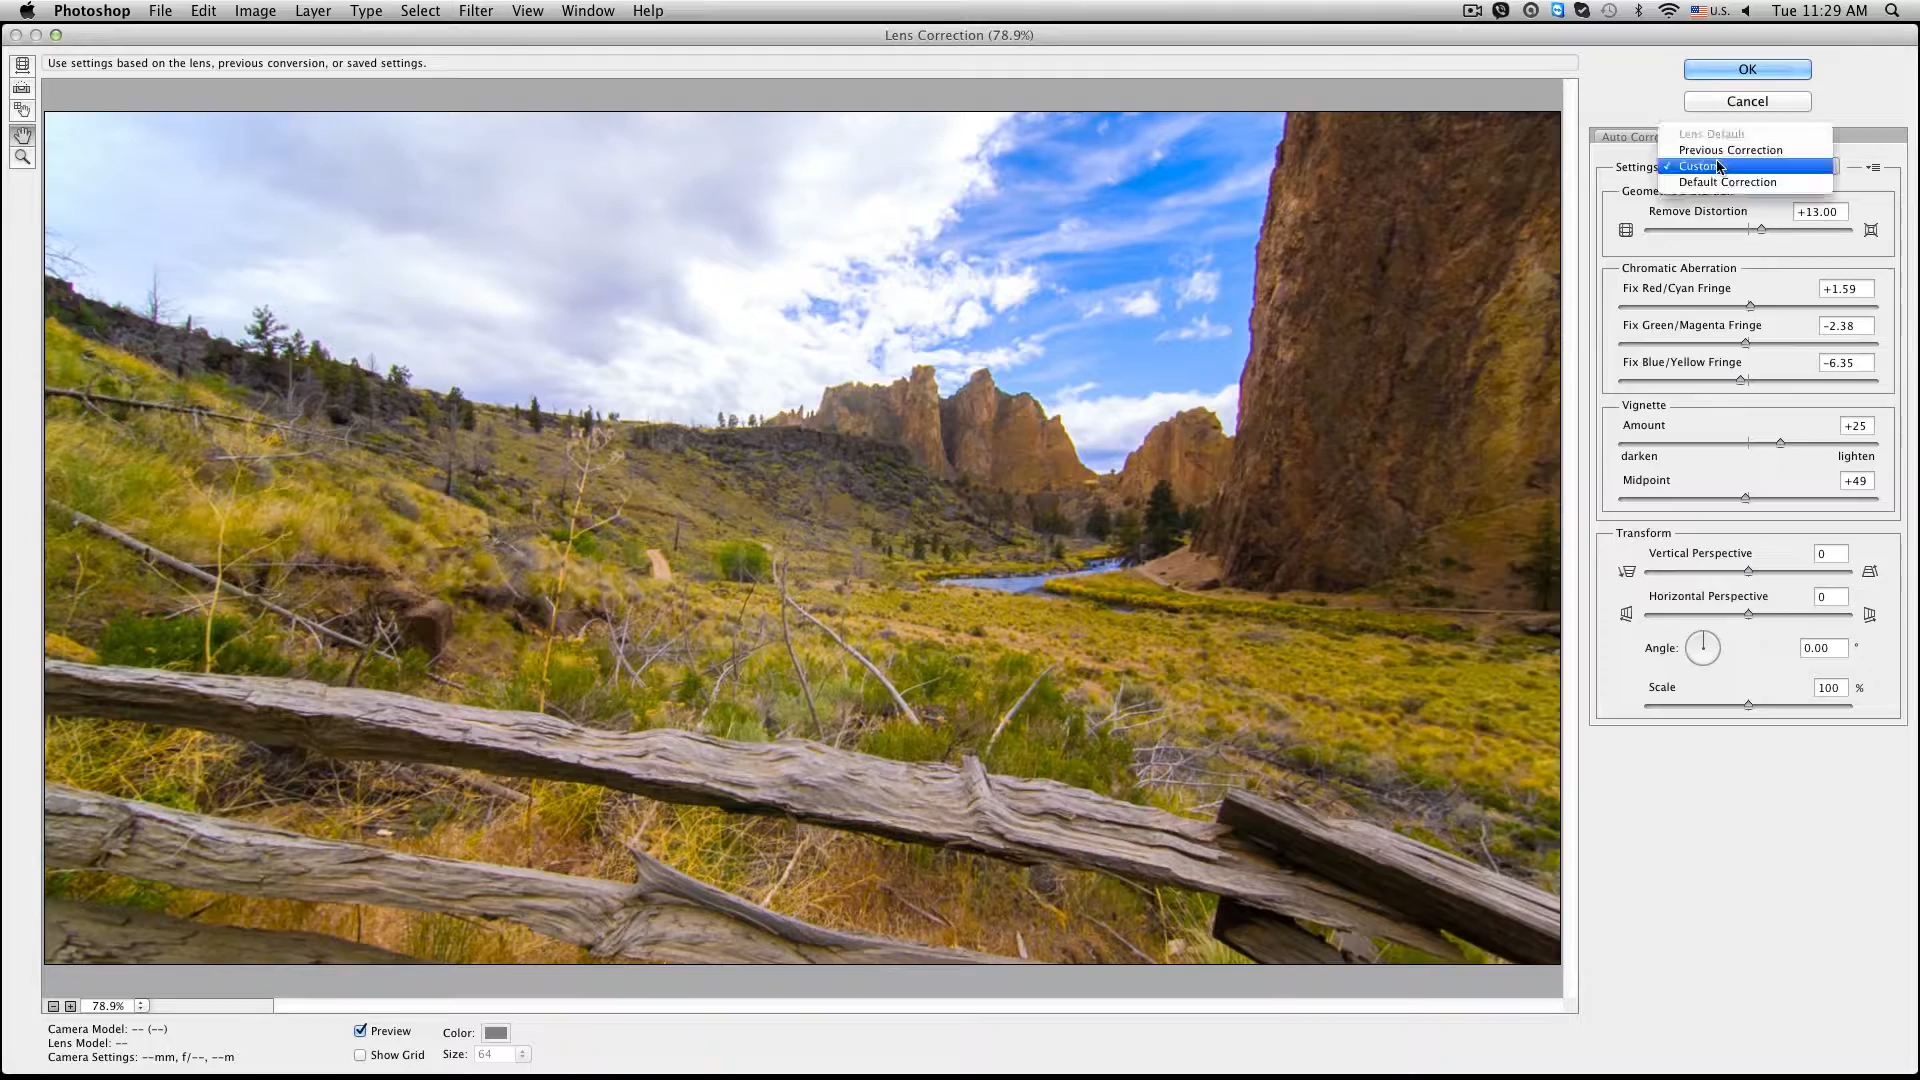 Photoshop File Edit Image Layer Type Select Filter View Window Help U.S. Tue 11:29 AM
Lens Correction (78.9%)
Use settings based on the lens, previous conversion, or saved settings.
OK
Cancel
Auto Corre
Lens Default
Previous Correction
Settings ✓ Custom
Default Correction
Remove Distortion +13.00
Chromatic Aberration
Fix Red/Cyan Fringe +1.59
Fix Green/Magenta Fringe -2.38
Fix Blue/Yellow Fringe -6.35
Vignette
Amount +25
darken lighten
Midpoint +49
Transform
Vertical Perspective 0
Horizontal Perspective 0
Angle: 0.00 °
Scale 100 %
78.9%
Camera Model: -- (--)
Lens Model: --
Camera Settings: --mm, f/--, --m
Preview Color:
Show Grid Size: 64